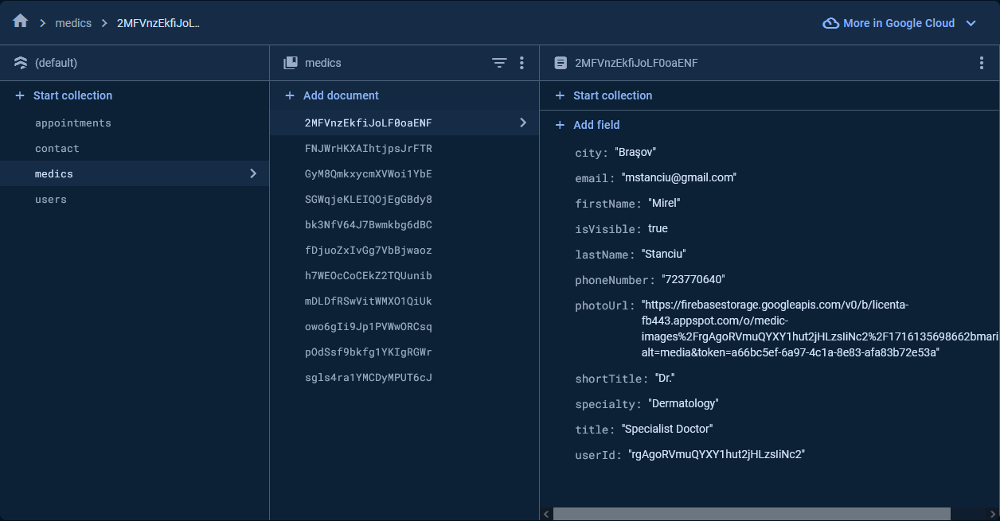 medics 2MFVnzEkfiJoL.. More in Google Cloud
(default)
Start collection
appointments
contact
medics
users
medics
Add document
2MFVnzEkfiJoLF0oaENF
FNJWrHKXAIhtjpsJrFTR
GyM8QmkxycmXVWoi1YbE
SGWqjeKLEIQOjEgGBdy8
bk3NfV64J7Bwmkbg6dBC
fDjuoZxIvGg7VbBjwaoz
h7WEOcCoCEkZ2TQUunib
mDLDfRSwVitWMXO1QiUk
owo6gIi9Jp1PVWwORCsq
pOdSsf9bkfg1YKIgRGWr
sgls4ra1YMCDyMPUT6cJ
2MFVnzEkfiJoLF0oaENF
Start collection
Add field
city: "Braşov"
email: "mstanciu@gmail.com"
firstName: "Mirel"
isVisible: true
lastName: "Stanciu"
phoneNumber: "723770640"
photoUrl: "https://firebasestorage.googleapis.com/v0/b/licenta-
fb443.appspot.com/o/medic-
images%2FrgAgoRVmuQYXY1hut2jHLzsIiNc2%2F1716135698662bmari
alt=media&token=a66bc5ef-6a97-4c1a-8e83-afa83b72e53a"
shortTitle: "Dr."
specialty: "Dermatology"
title: "Specialist Doctor"
userId: "rgAgoRVmuQYXY1hut2jHLzsIiNc2"